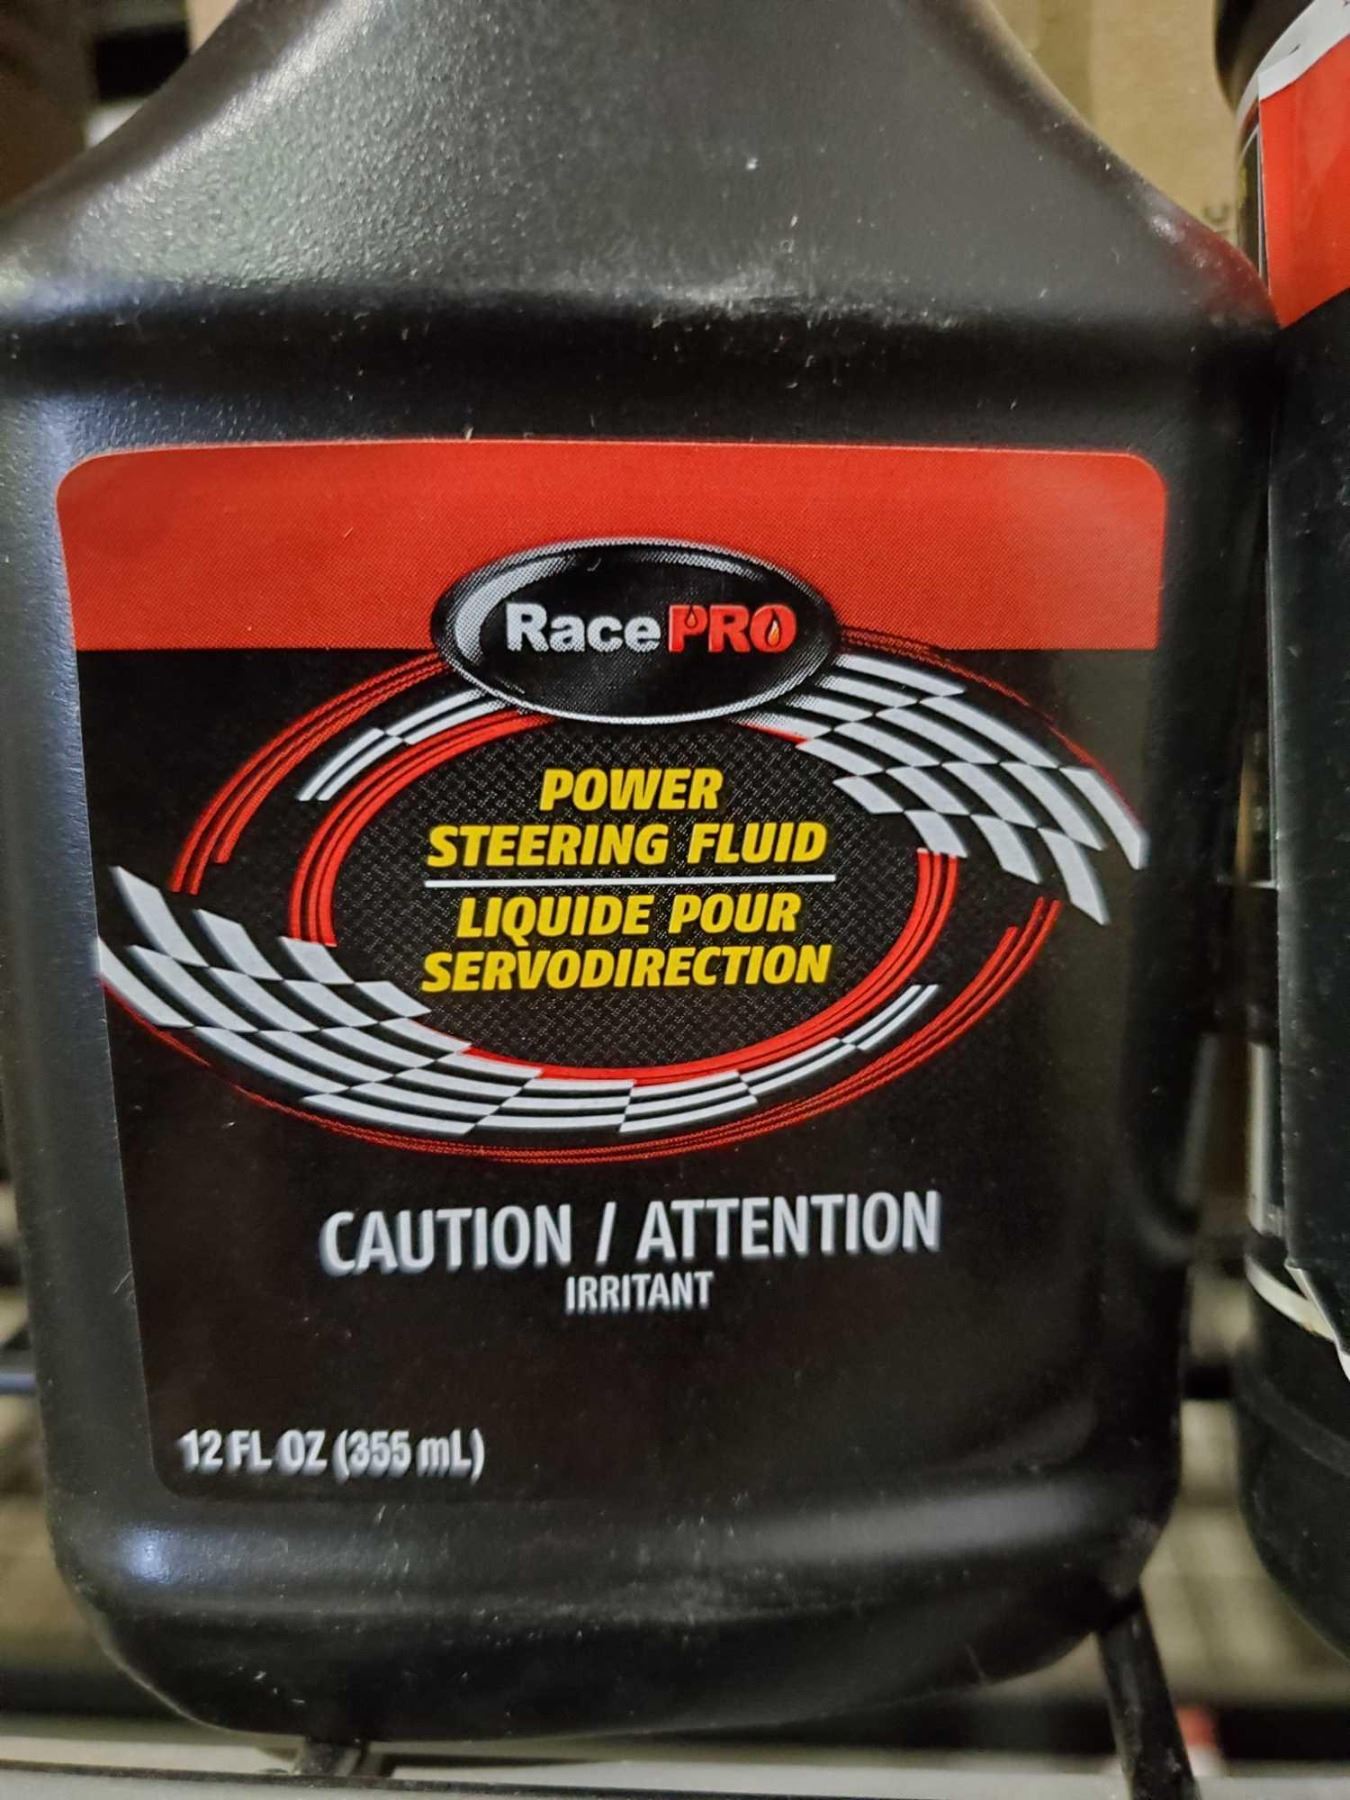 RacePRO
POWER
STEERING FLUID
LIQUIDE POUR
SERVODIRECTION
CAUTION / ATTENTION
IRRITANT
12 FL OZ (355 mL)